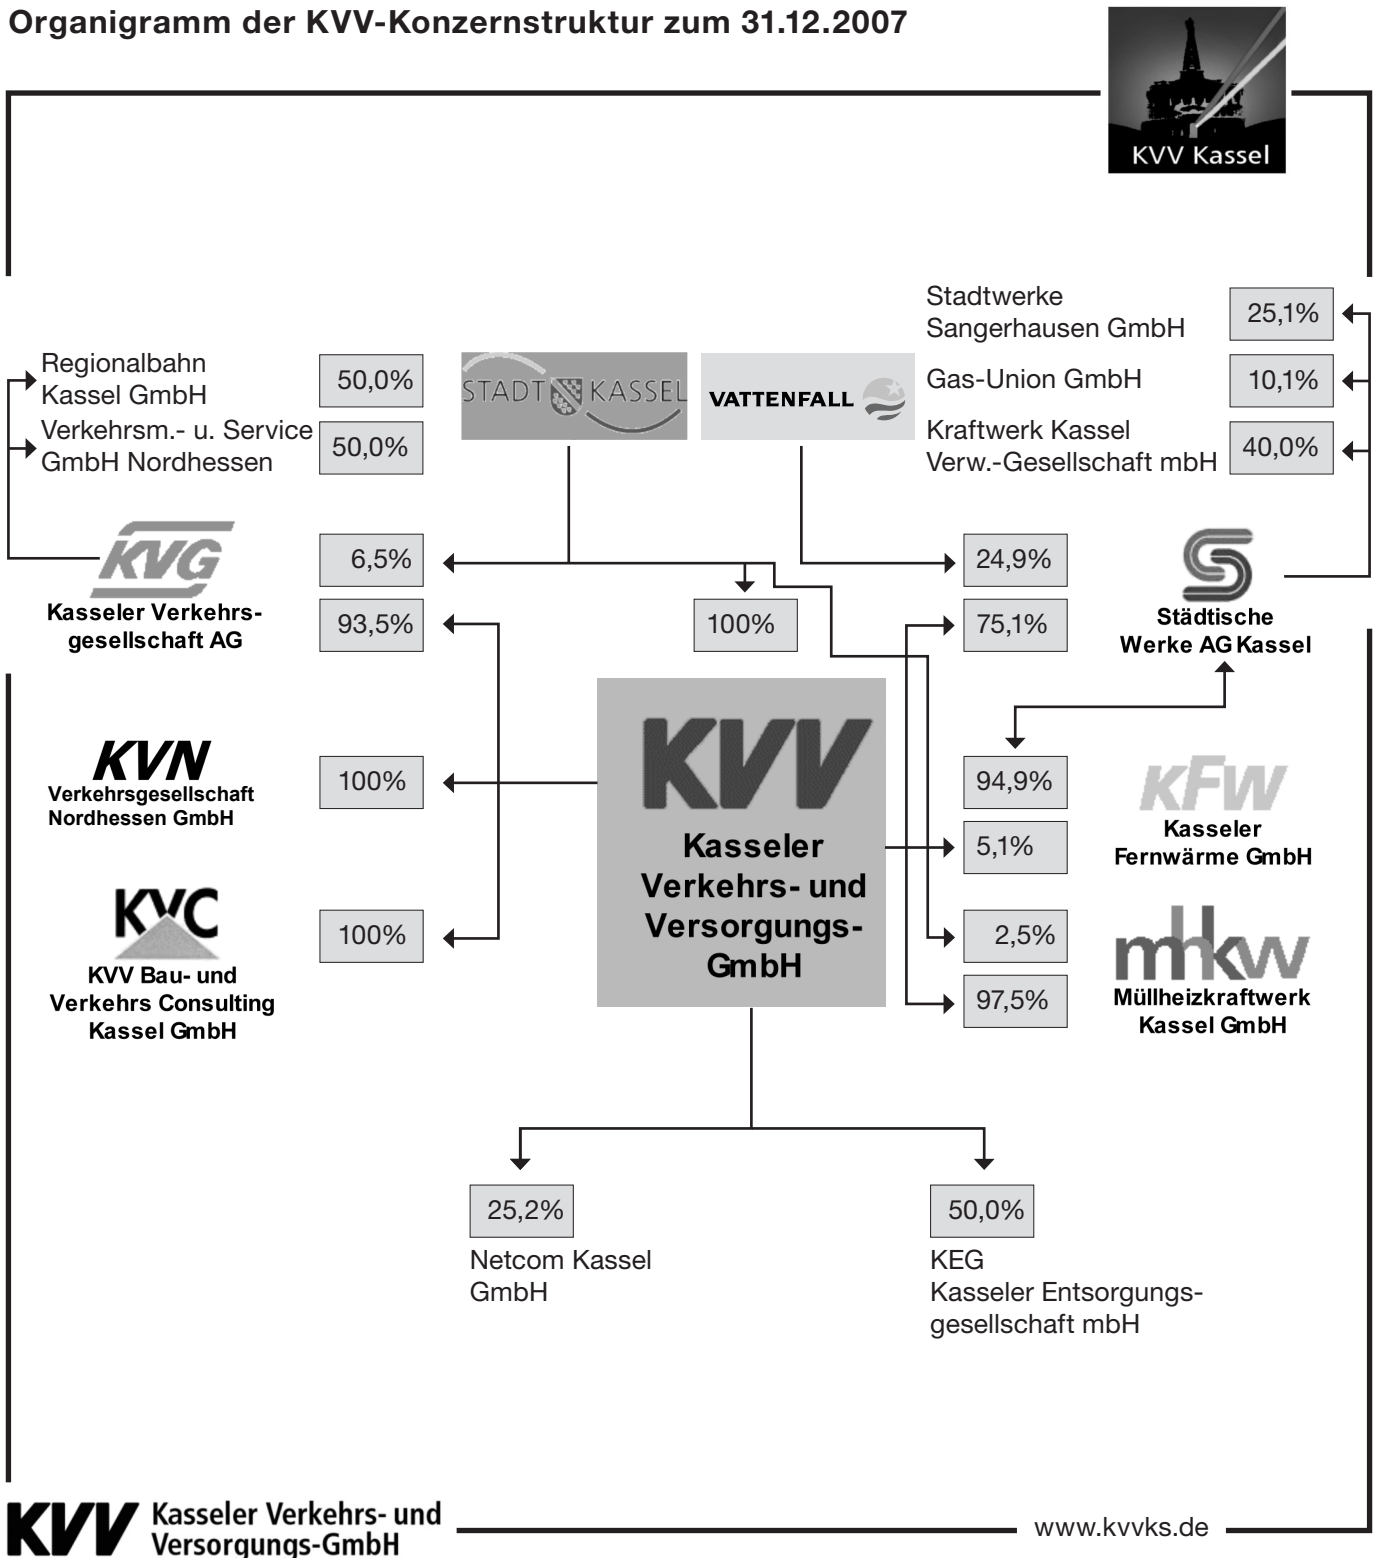 Organigramm der KVV-Konzernstruktur zum 31.12.2007
KVV Kassel
Stadtwerke
Sangerhausen GmbH
25,1%
Gas-Union GmbH
10,1%
Kraftwerk Kassel
Verw.-Gesellschaft mbH
40,0%
Regionalbahn
Kassel GmbH
50,0%
Verkehrsm.- u. Service
GmbH Nordhessen
50,0%
STADT KASSEL
VATTENFALL
KVG
Kasseler Verkehrs-
gesellschaft AG
6,5%
93,5%
100%
24,9%
75,1%
Städtische
Werke AG Kassel
KVN
Verkehrsgesellschaft
Nordhessen GmbH
100%
KVC
KVV Bau- und
Verkehrs Consulting
Kassel GmbH
100%
KVV
Kasseler
Verkehrs- und
Versorgungs-
GmbH
94,9%
5,1%
KFW
Kasseler
Fernwärme GmbH
2,5%
97,5%
mhkw
Müllheizkraftwerk
Kassel GmbH
25,2%
Netcom Kassel
GmbH
50,0%
KEG
Kasseler Entsorgungs-
gesellschaft mbH
KVV Kasseler Verkehrs- und
Versorgungs-GmbH
www.kvvks.de